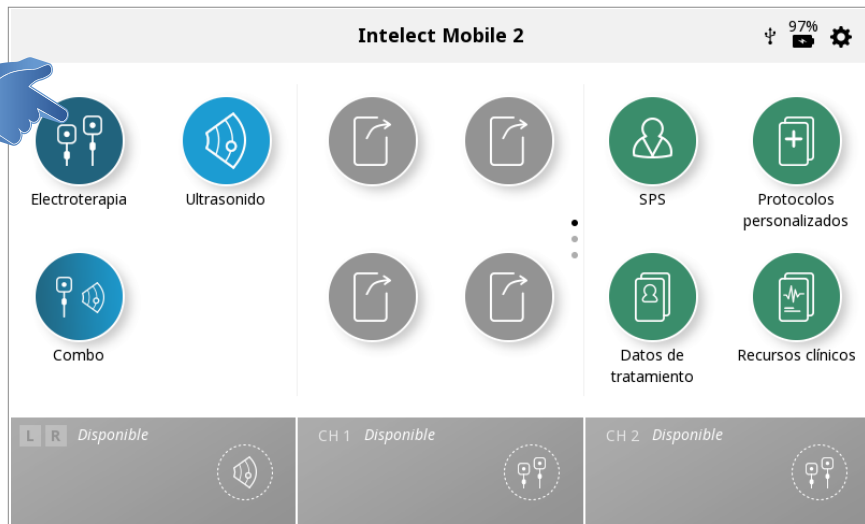 Intelect Mobile 2
97%
Electroterapia
Ultrasonido
Combo
SPS
Protocolos
personalizados
Datos de
tratamiento
Recursos clínicos
L R Disponible
CH 1 Disponible
CH 2 Disponible